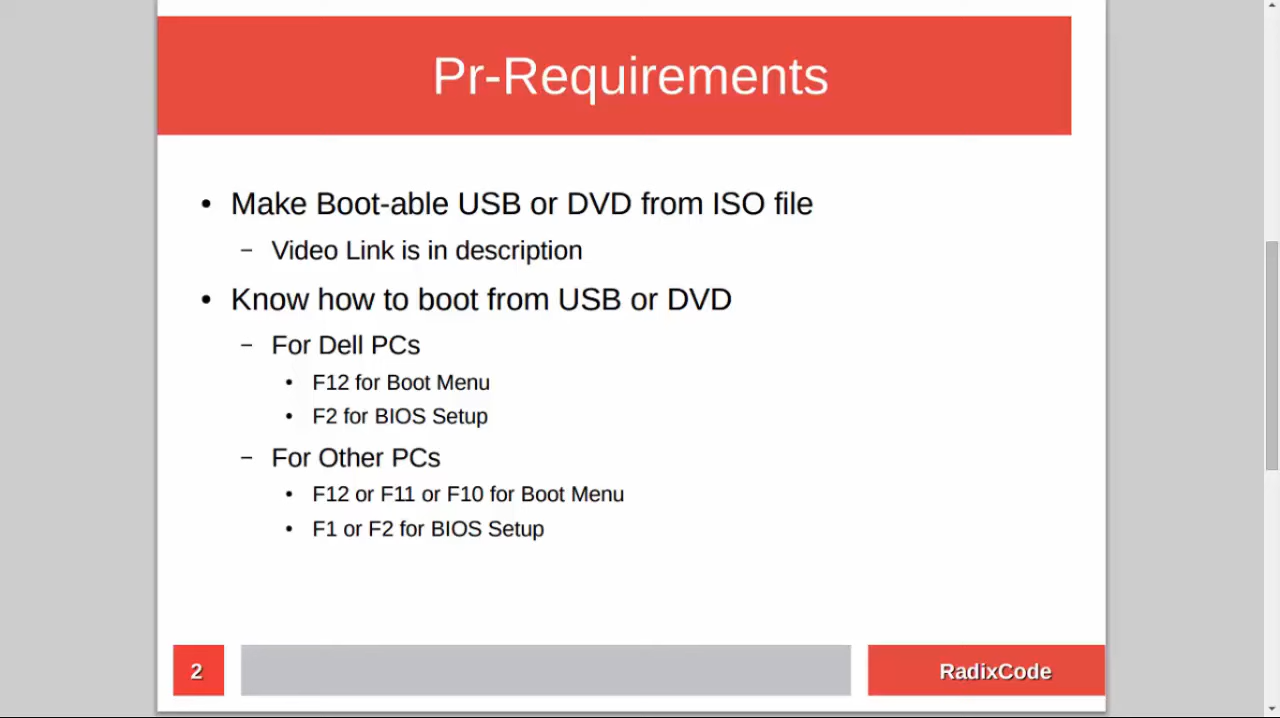 Pr-Requirements
• Make Boot-able USB or DVD from ISO file
– Video Link is in description
• Know how to boot from USB or DVD
– For Dell PCs
• F12 for Boot Menu
• F2 for BIOS Setup
– For Other PCs
• F12 or F11 or F10 for Boot Menu
• F1 or F2 for BIOS Setup
2
RadixCode